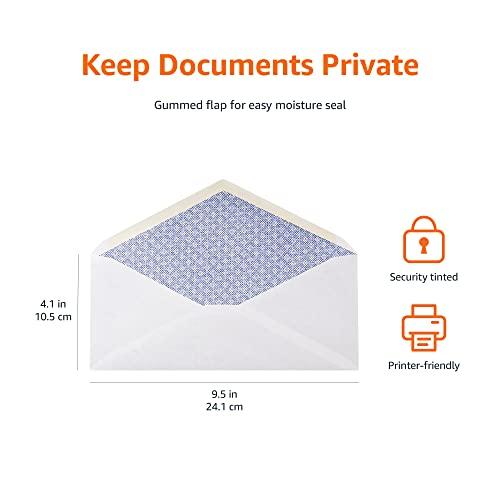 Keep Documents Private
Gummed flap for easy moisture seal
Security tinted
4.1 in
10.5 cm
Printer-friendly
9.5 in
24.1 cm